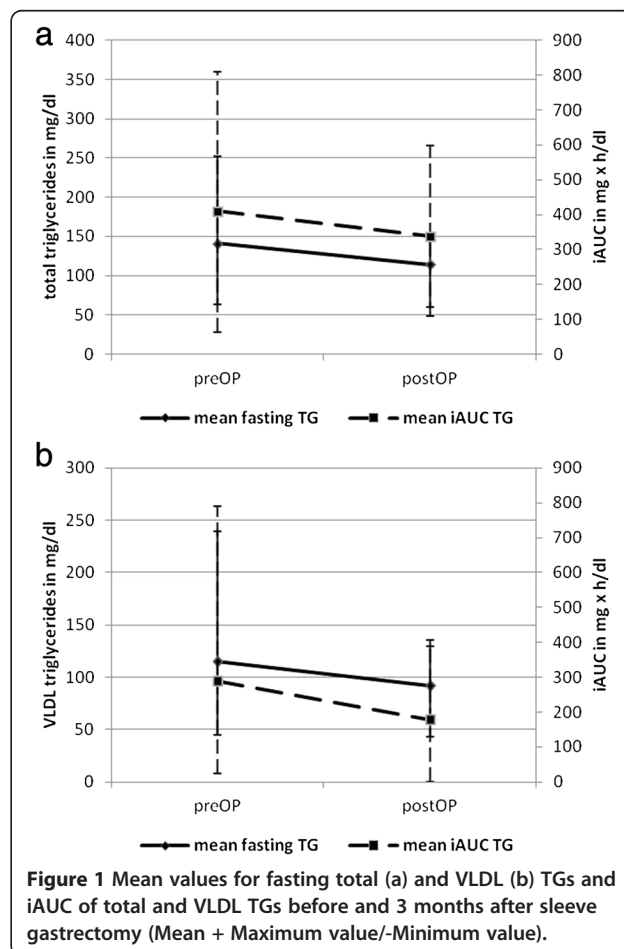 a
400
350
300
250
200
150
100
50
0
total triglycerides in mg/dl
900
800
700
600
500
400
300
200
100
0
iAUC in mg x h/dl
preOP postOP
mean fasting TG mean iAUC TG
b
300
250
200
150
100
50
0
VLDL triglycerides in mg/dl
900
800
700
600
500
400
300
200
100
0
iAUC in mg x h/dl
preOP postOP
mean fasting TG mean iAUC TG
Figure 1 Mean values for fasting total (a) and VLDL (b) TGs and
iAUC of total and VLDL TGs before and 3 months after sleeve
gastrectomy (Mean + Maximum value/-Minimum value).